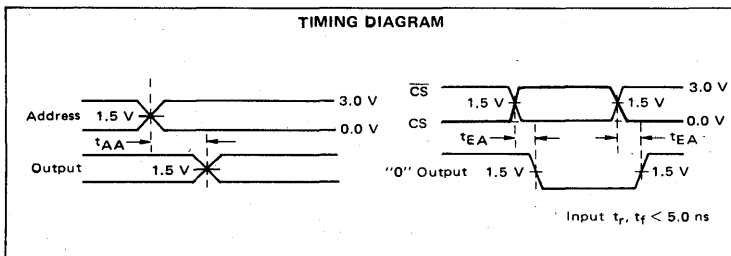 TIMING DIAGRAM
Address
1.5 V
3.0 V
0.0 V
tAA
Output
1.5 V
CS
CS
1.5 V
1.5 V
3.0 V
0.0 V
tEA
tEA
"0" Output
1.5 V
1.5 V
Input tr, tf < 5.0 ns